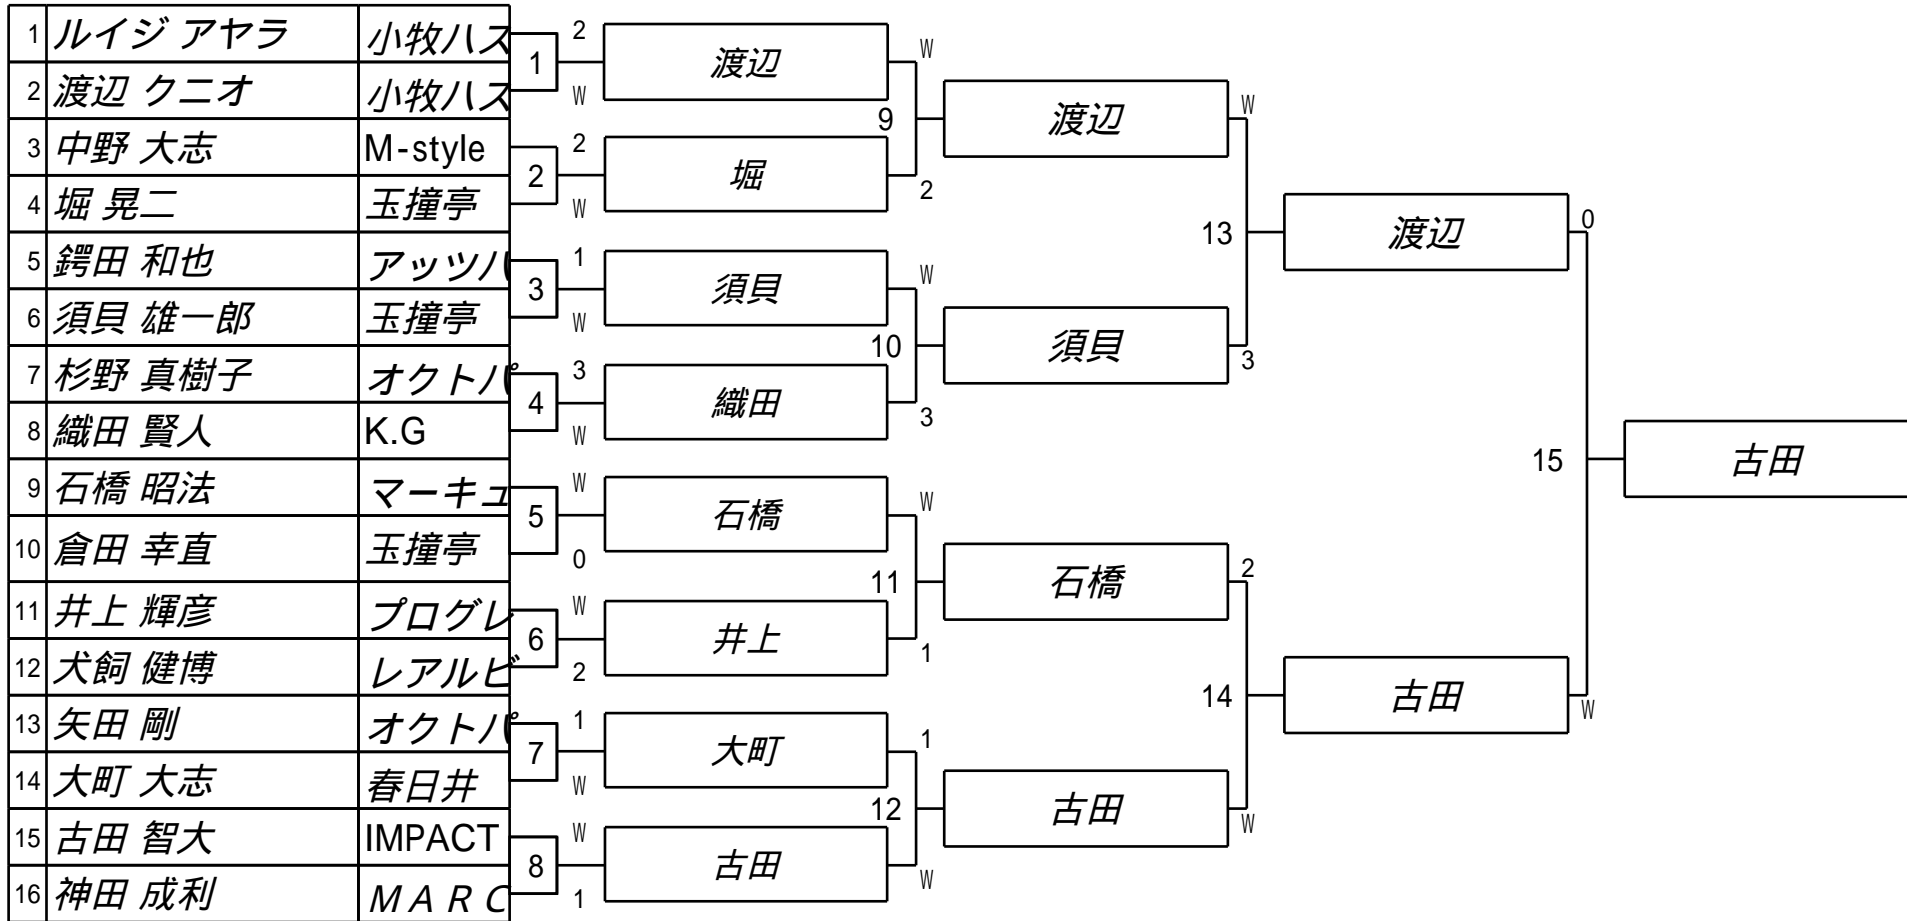 1 ルイジ アヤラ 小牧ハス
2 渡辺 クニオ 小牧ハス
3 中野 大志 M-style
4 堀 晃二 玉撞亭
5 鍔田 和也 アッツハ
6 須貝 雄一郎 玉撞亭
7 杉野 真樹子 オクトパ
8 織田 賢人 K.G
9 石橋 昭法 マーキュ
10 倉田 幸直 玉撞亭
11 井上 輝彦 プログレ
12 犬飼 健博 レアルビ
13 矢田 剛 オクトパ
14 大町 大志 春日井
15 古田 智大 IMPACT
16 神田 成利 ＭＡＲＣ
2
1
W
2
2
W
1
3
W
3
4
W
W
5
0
W
6
2
1
7
W
W
8
1
渡辺
堀
須貝
織田
石橋
井上
大町
古田
W
9
2
W
10
3
W
11
1
1
12
W
渡辺
須貝
石橋
古田
W
13
3
2
14
W
渡辺
古田
0
15
W
古田